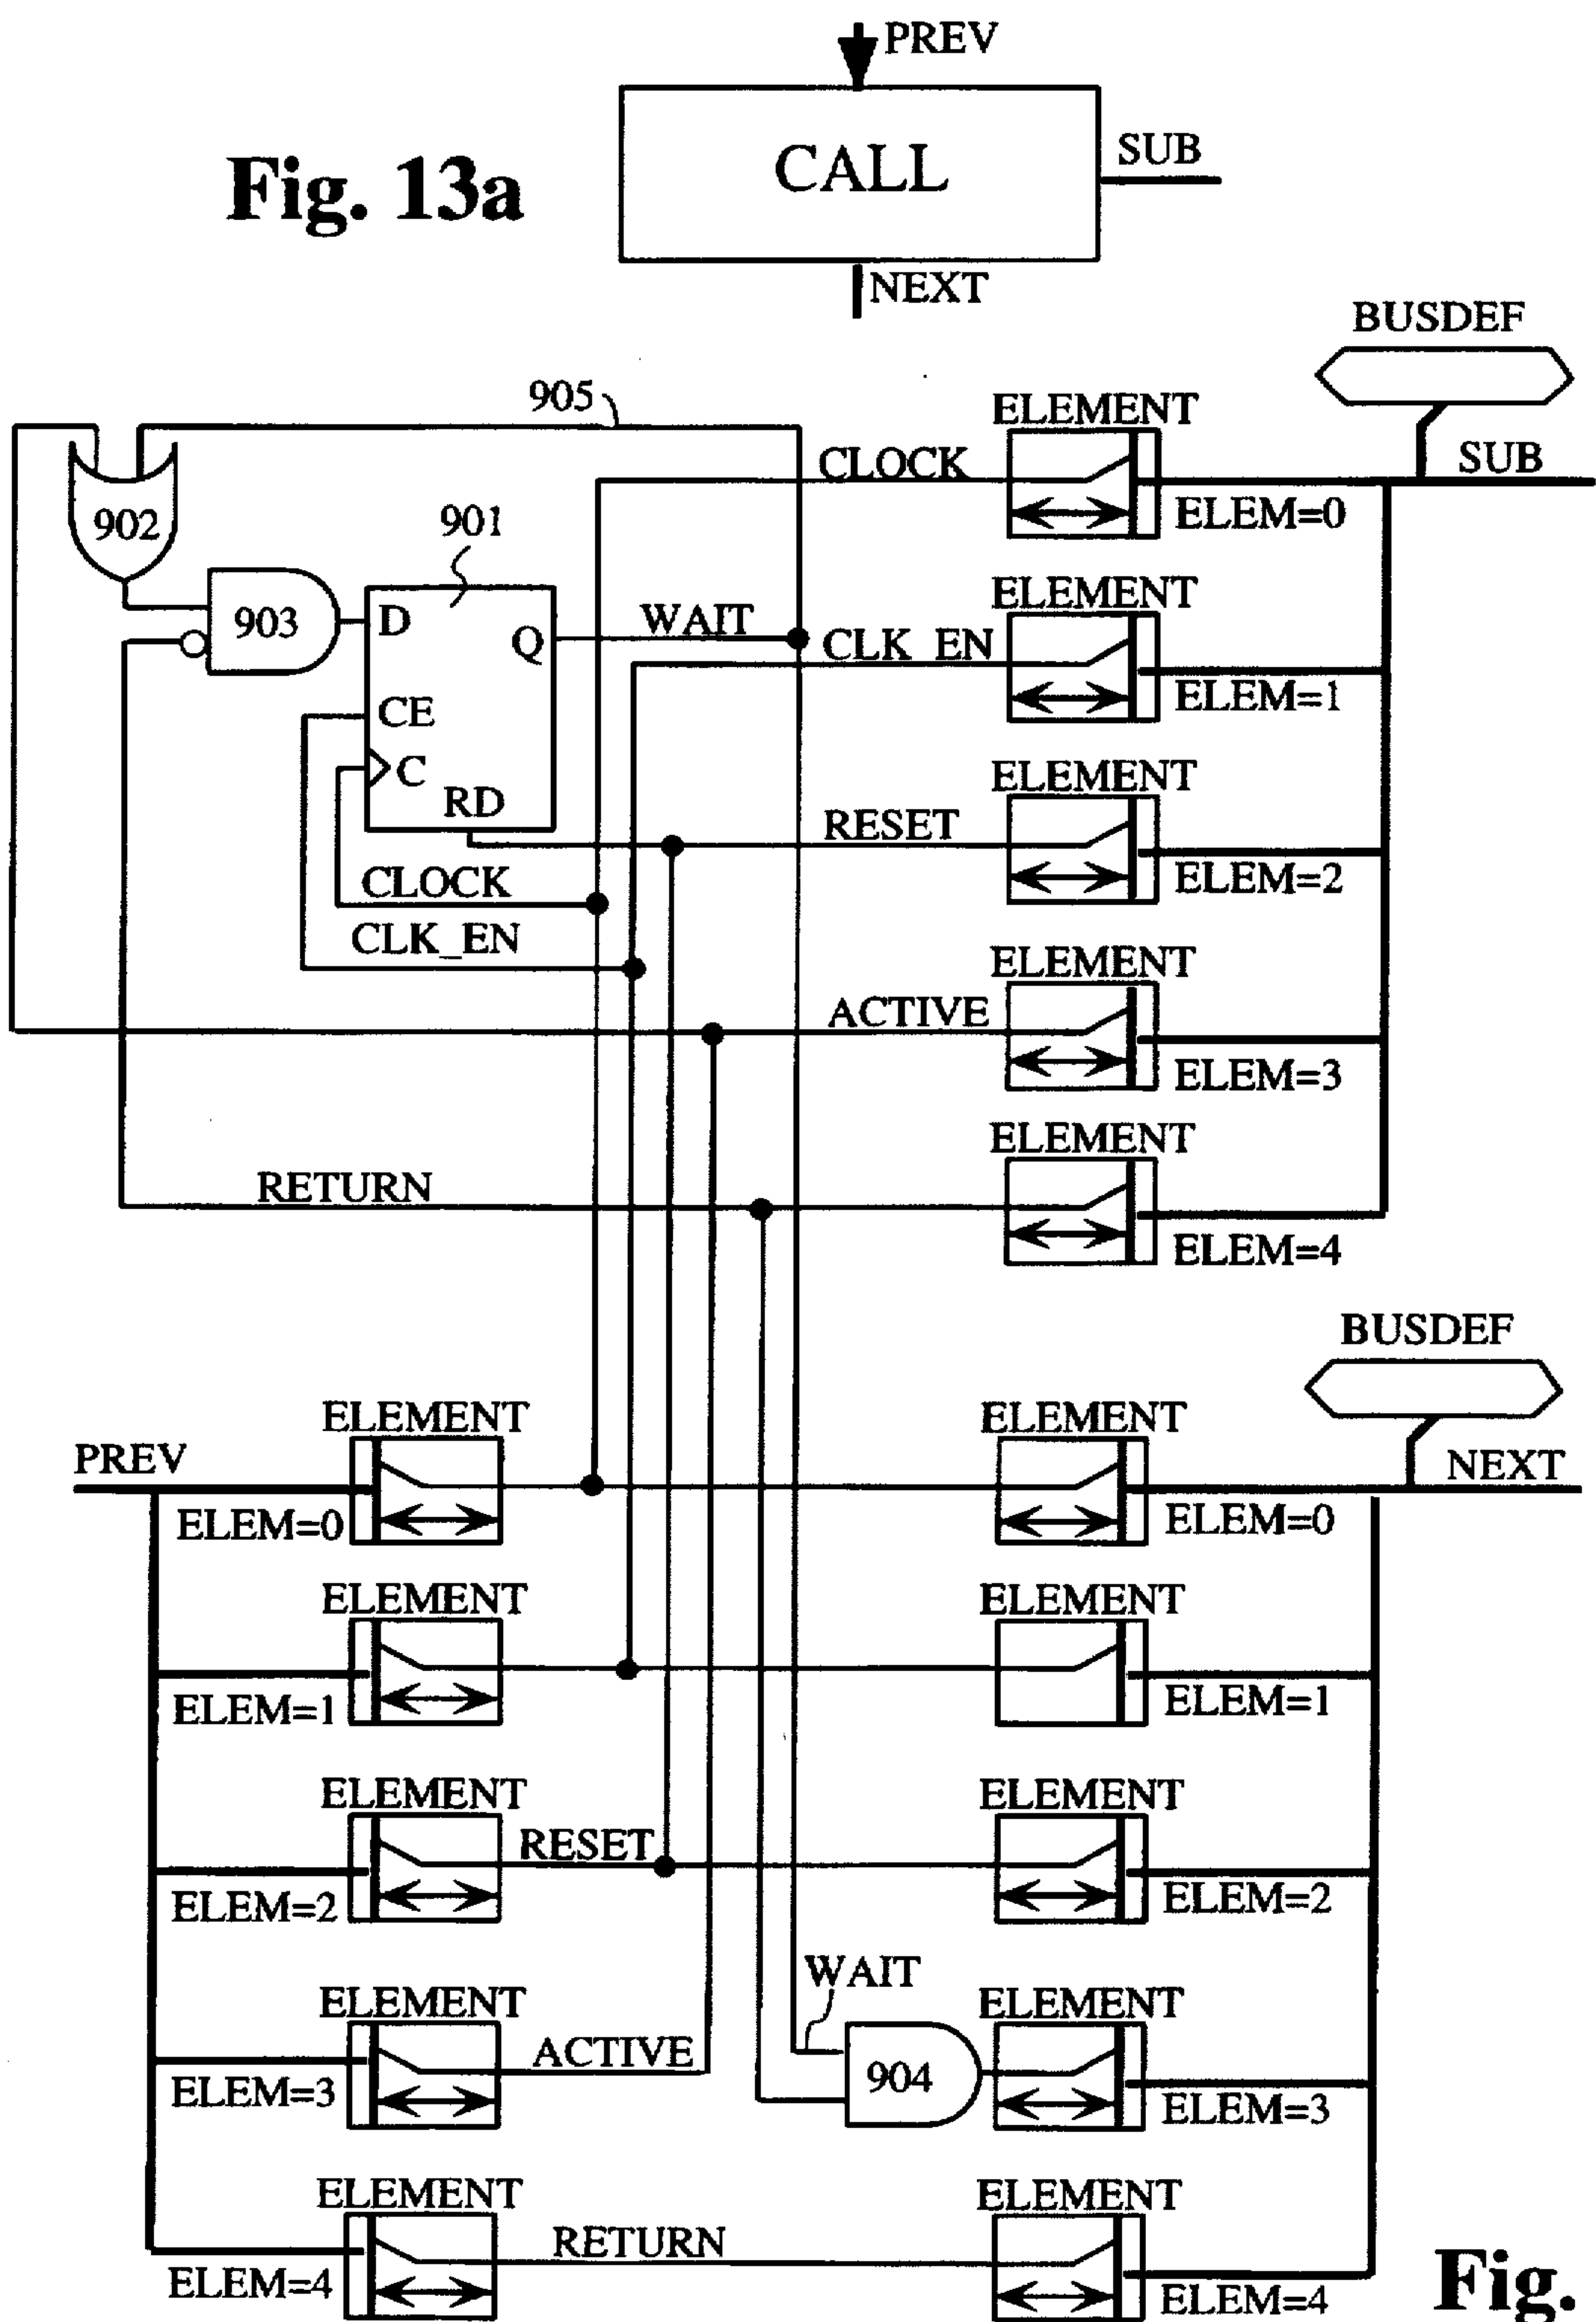 PREV
CALL
SUB
Fig. 13a
NEXT
BUSDEF
905
ELEMENT
CLOCK
SUB
902
901
ELEM=0
903
D
Q
WAIT
ELEMENT
CLK_EN
CE
ELEM=1
C
RD
ELEMENT
RESET
CLOCK
ELEM=2
CLK_EN
ELEMENT
ACTIVE
ELEM=3
ELEMENT
RETURN
ELEM=4
BUSDEF
ELEMENT
ELEMENT
PREV
NEXT
ELEM=0
ELEM=0
ELEMENT
ELEMENT
ELEM=1
ELEM=1
ELEMENT
ELEMENT
RESET
ELEM=2
ELEM=2
WAIT
ELEMENT
ELEMENT
ACTIVE
904
ELEM=3
ELEM=3
ELEMENT
ELEMENT
RETURN
ELEM=4
ELEM=4
Fig.